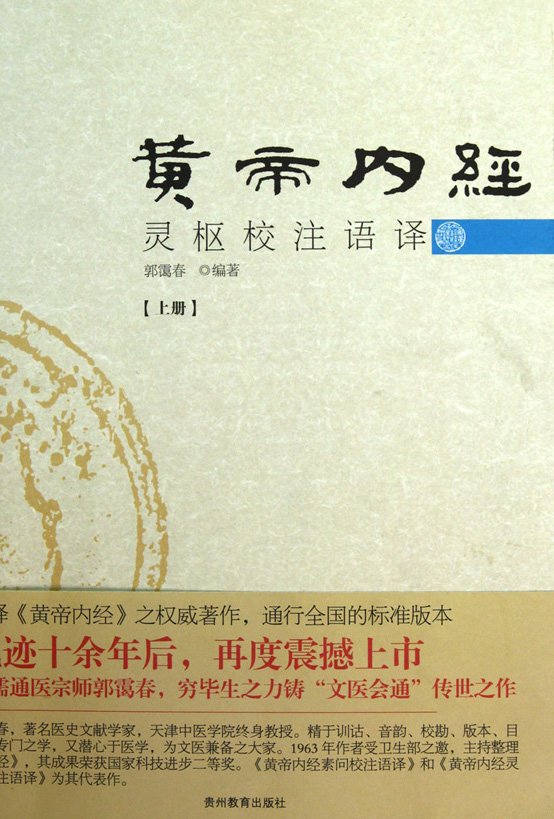 黄帝内經
灵枢校注语译
郭霭春 ◎编著
【上册】
译《黄帝内经》之权威著作，通行全国的标准版本
迹十余年后，再度震撼上市
儒通医宗师郭霭春，穷毕生之力铸“文医会通”传世之作
春，著名医史文献学家，天津中医学院终身教授。精于训诂、音韵、校勘、版本、目
专门之学，又潜心于医学，为文医兼备之大家。1963年作者受卫生部之邀，主持整理
经》，其成果荣获国家科技进步二等奖。《黄帝内经素问校注语译》和《黄帝内经灵
注语译》为其代表作。
贵州教育出版社